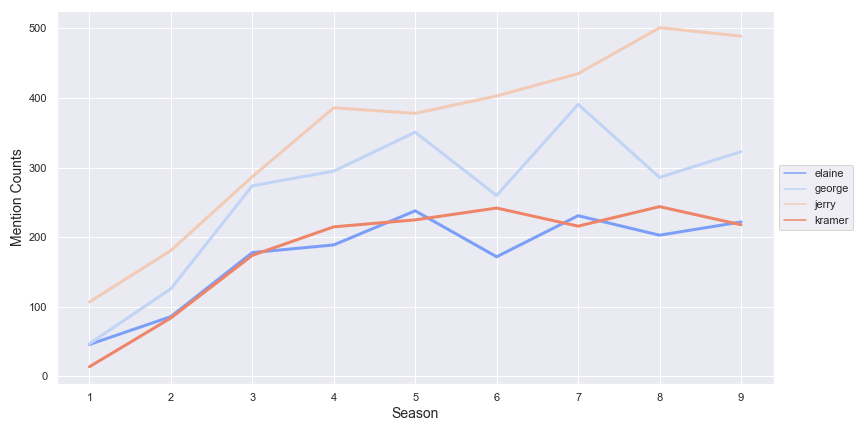 500
400
300
200
100
0
Mention Counts
1 2 3 4 5 6 7 8 9
Season
elaine
george
jerry
kramer